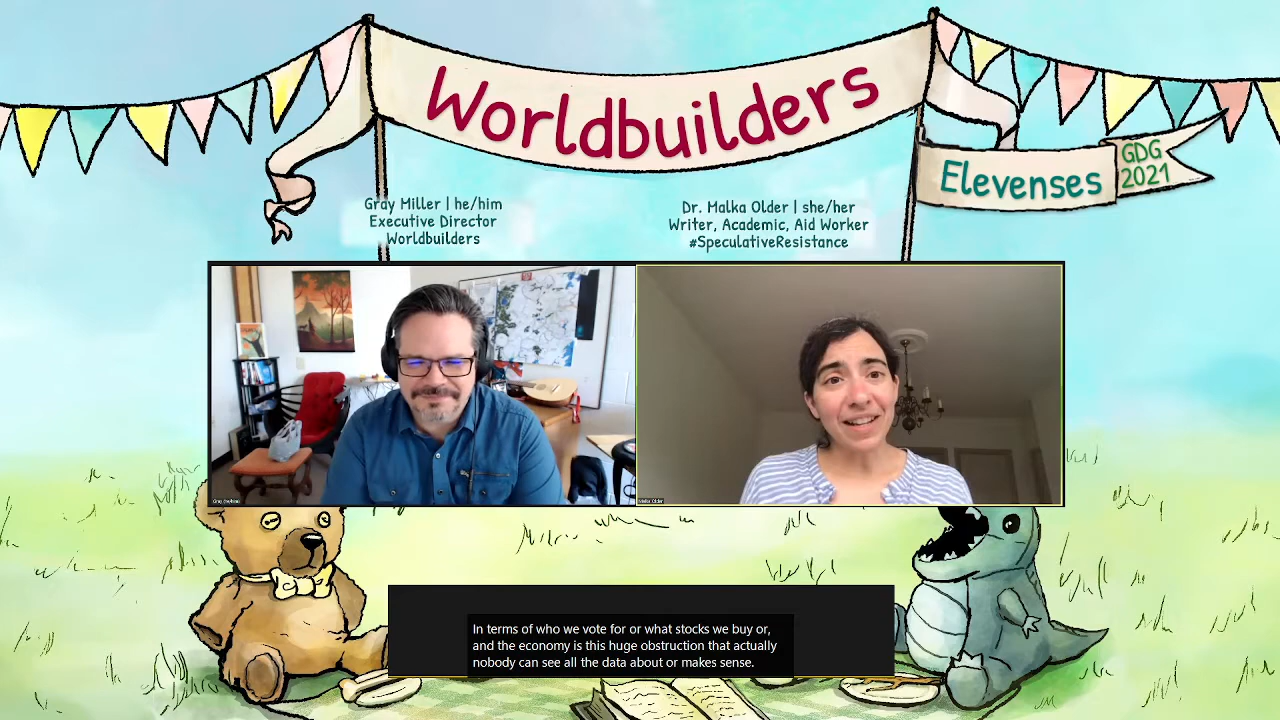 Worldbuilders
Elevenses
GDG
2021
Gray Miller | he/him
Executive Director
Worldbuilders
Dr. Malka Older | she/her
Writer, Academic, Aid Worker
#SpeculativeResistance
Malka Older
In terms of who we vote for or what stocks we buy or,
and the economy is this huge obstruction that actually
nobody can see all the data about or makes sense.